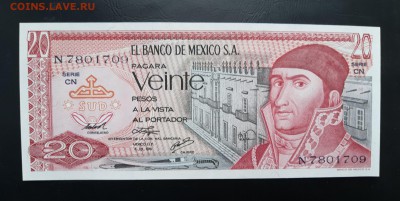 COINS.LAVE.RU
20
EL BANCO DE MEXICO S.A.
20
N 7801709
PAGARA
SERIE
CN
SERIE
CN
Veinte
SUD
PESOS
A LA VISTA
AL PORTADOR
20
N 7801709